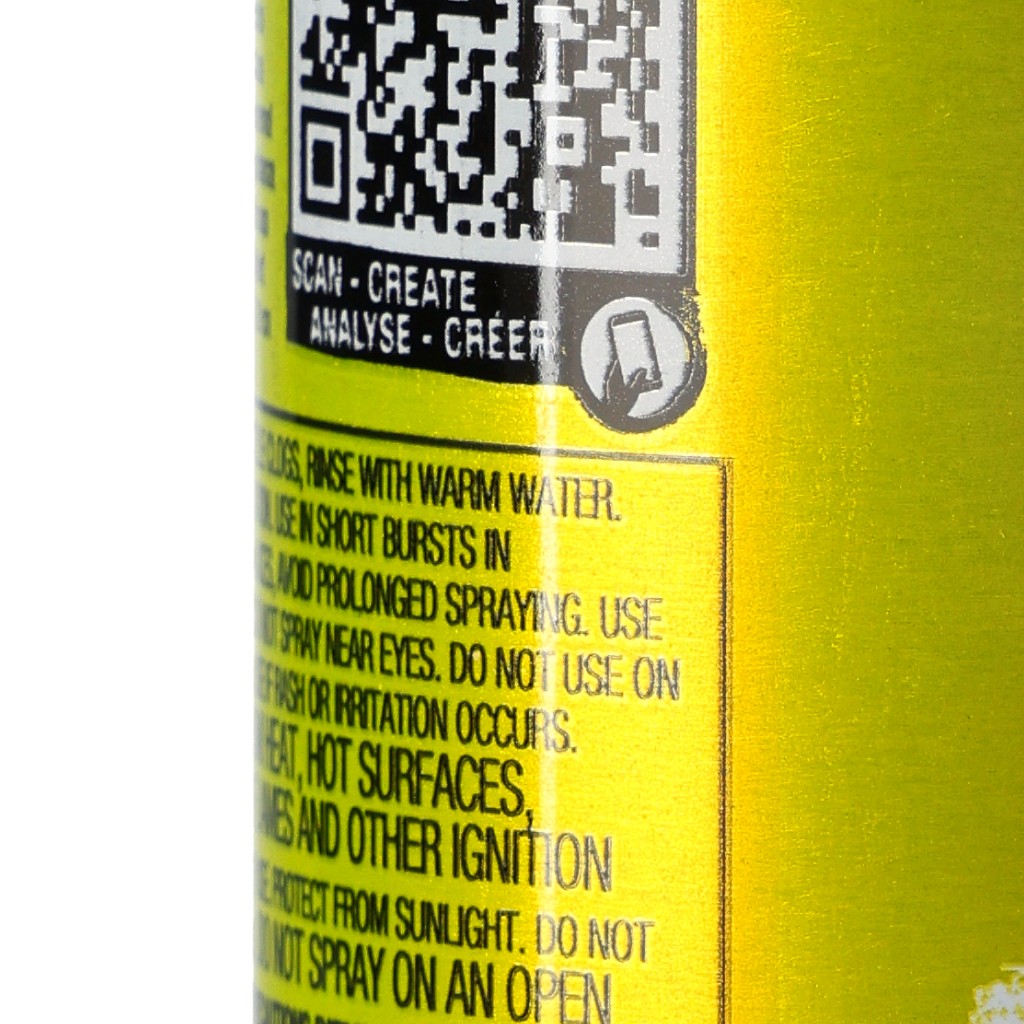 SCAN - CREATE
ANALYSE - CRÉER
RINSE WITH WARM WATER.
USE IN SHORT BURSTS IN
AVOID PROLONGED SPRAYING. USE
NOT SPRAY NEAR EYES. DO NOT USE ON
IF RASH OR IRRITATION OCCURS.
HEAT, HOT SURFACES,
AND OTHER IGNITION
PROTECT FROM SUNLIGHT. DO NOT
NOT SPRAY ON AN OPEN